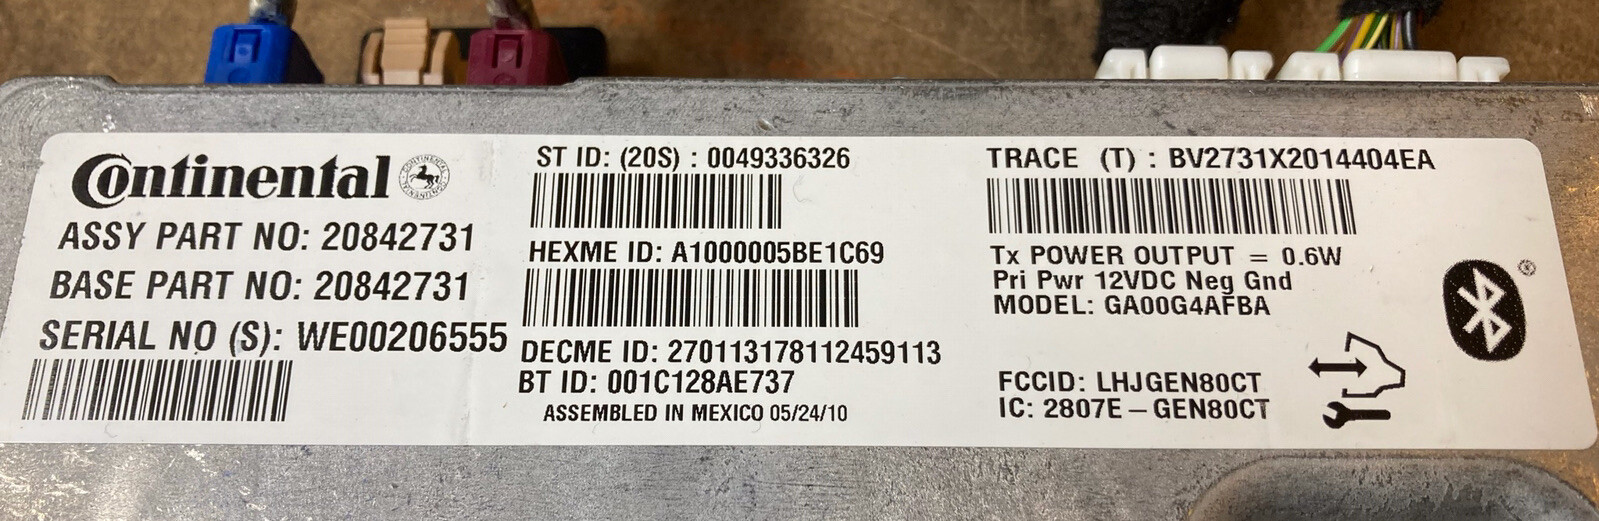 Continental
ASSY PART NO: 20842731
BASE PART NO: 20842731
SERIAL NO (S): WE00206555
ST ID: (20S) : 0049336326
HEXME ID: A1000005BE1C69
DECME ID: 270113178112459113
BT ID: 001C128AE737
ASSEMBLED IN MEXICO 05/24/10
TRACE (T) : BV2731X2014404EA
Tx POWER OUTPUT = 0.6W
Pri Pwr 12VDC Neg Gnd
MODEL: GA00G4AFBA
FCCID: LHJGEN80CT
IC: 2807E-GEN80CT